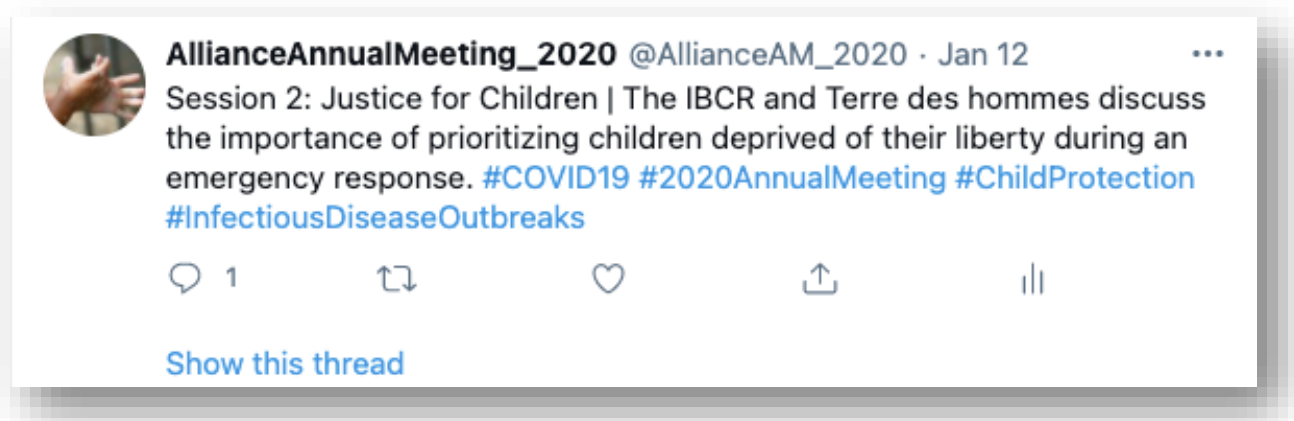 AllianceAnnualMeeting_2020 @AllianceAM_2020 · Jan 12
Session 2: Justice for Children | The IBCR and Terre des hommes discuss
the importance of prioritizing children deprived of their liberty during an
emergency response. #COVID19 #2020AnnualMeeting #ChildProtection
#InfectiousDiseaseOutbreaks
1
Show this thread